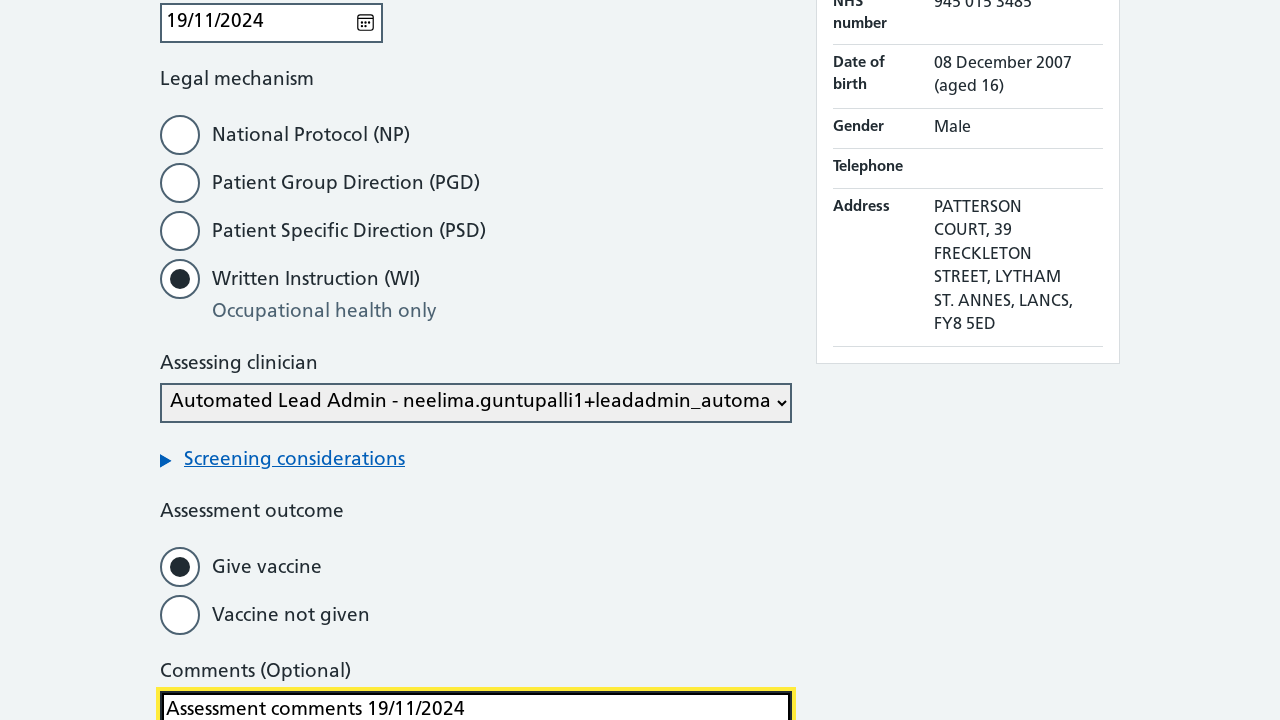 19/11/2024
Legal mechanism
National Protocol (NP)
Patient Group Direction (PGD)
Patient Specific Direction (PSD)
Written Instruction (WI)
Occupational health only
Assessing clinician
Automated Lead Admin - neelima.guntupalli1+leadadmin_automa
Screening considerations
Assessment outcome
Give vaccine
Vaccine not given
Comments (Optional)
Assessment comments 19/11/2024
NHS 945 015 3485
number
Date of 08 December 2007
birth (aged 16)
Gender Male
Telephone
Address PATTERSON
COURT, 39
FRECKLETON
STREET, LYTHAM
ST. ANNES, LANCS,
FY8 5ED